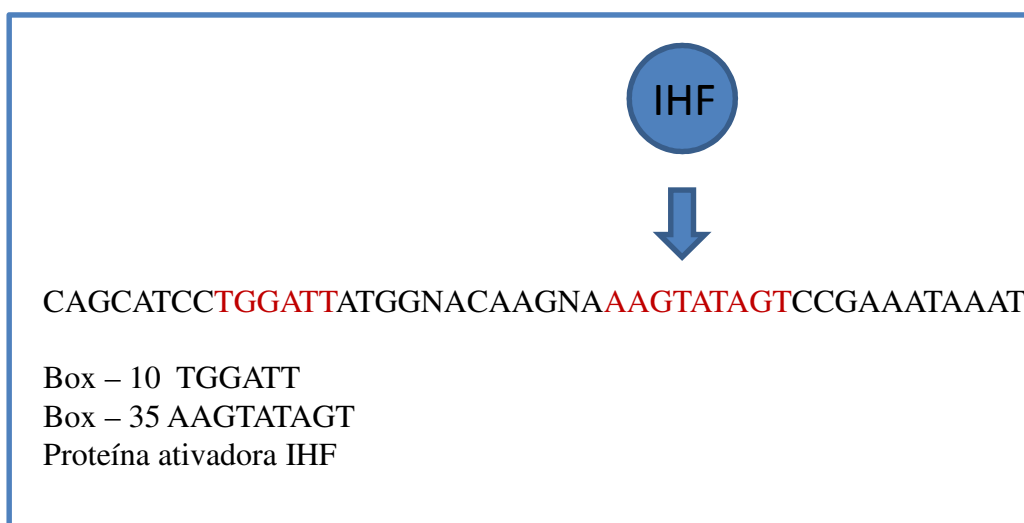 IHF
CAGCATCCTGGATTATGGNACAAGNAAAGTATAGTCCGAAATAAAT
Box – 10  TGGATT
Box – 35 AAGTATAGT
Proteína ativadora IHF